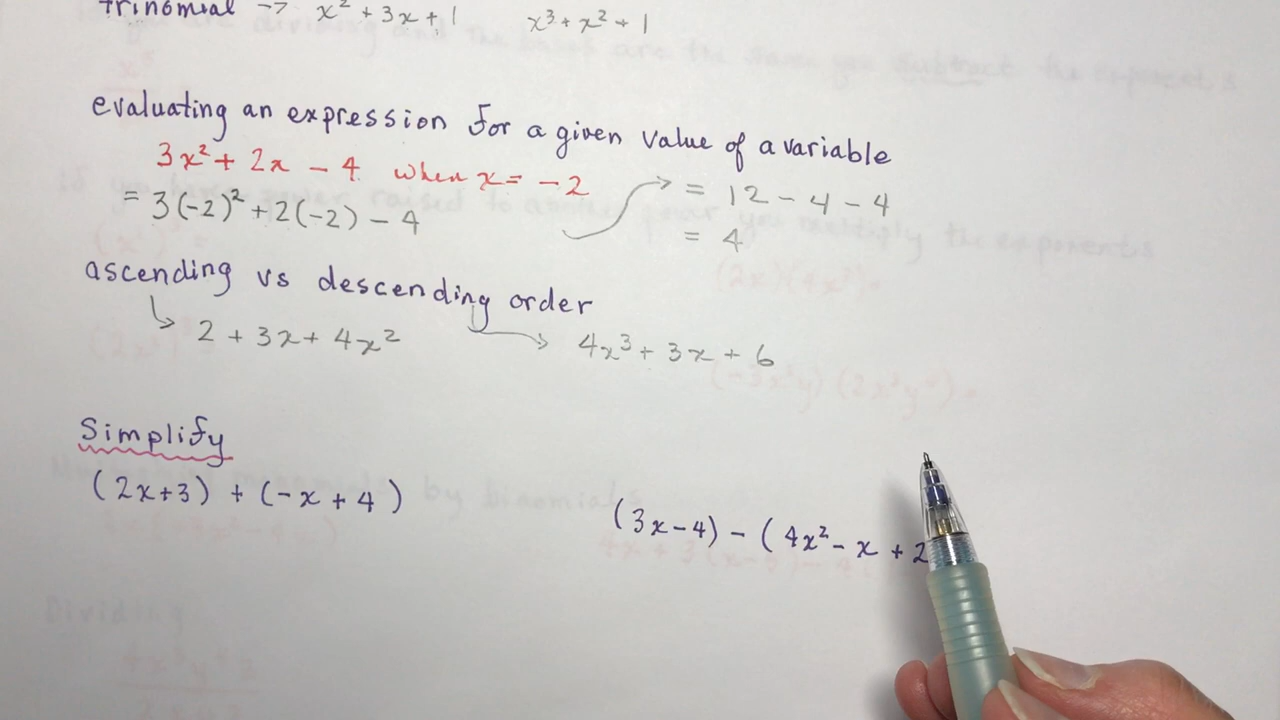 trinomial → x² + 3x + 1 x³ + x² + 1
evaluating an expression for a given value of a variable
3x² + 2x - 4 when x = -2
= 3(-2)² + 2(-2) - 4
= 12 - 4 - 4
= 4
ascending vs descending order
2 + 3x + 4x²
4x³ + 3x + 6
Simplify
(2x+3) + (-x + 4)
(3x-4) - (4x² - x + 2